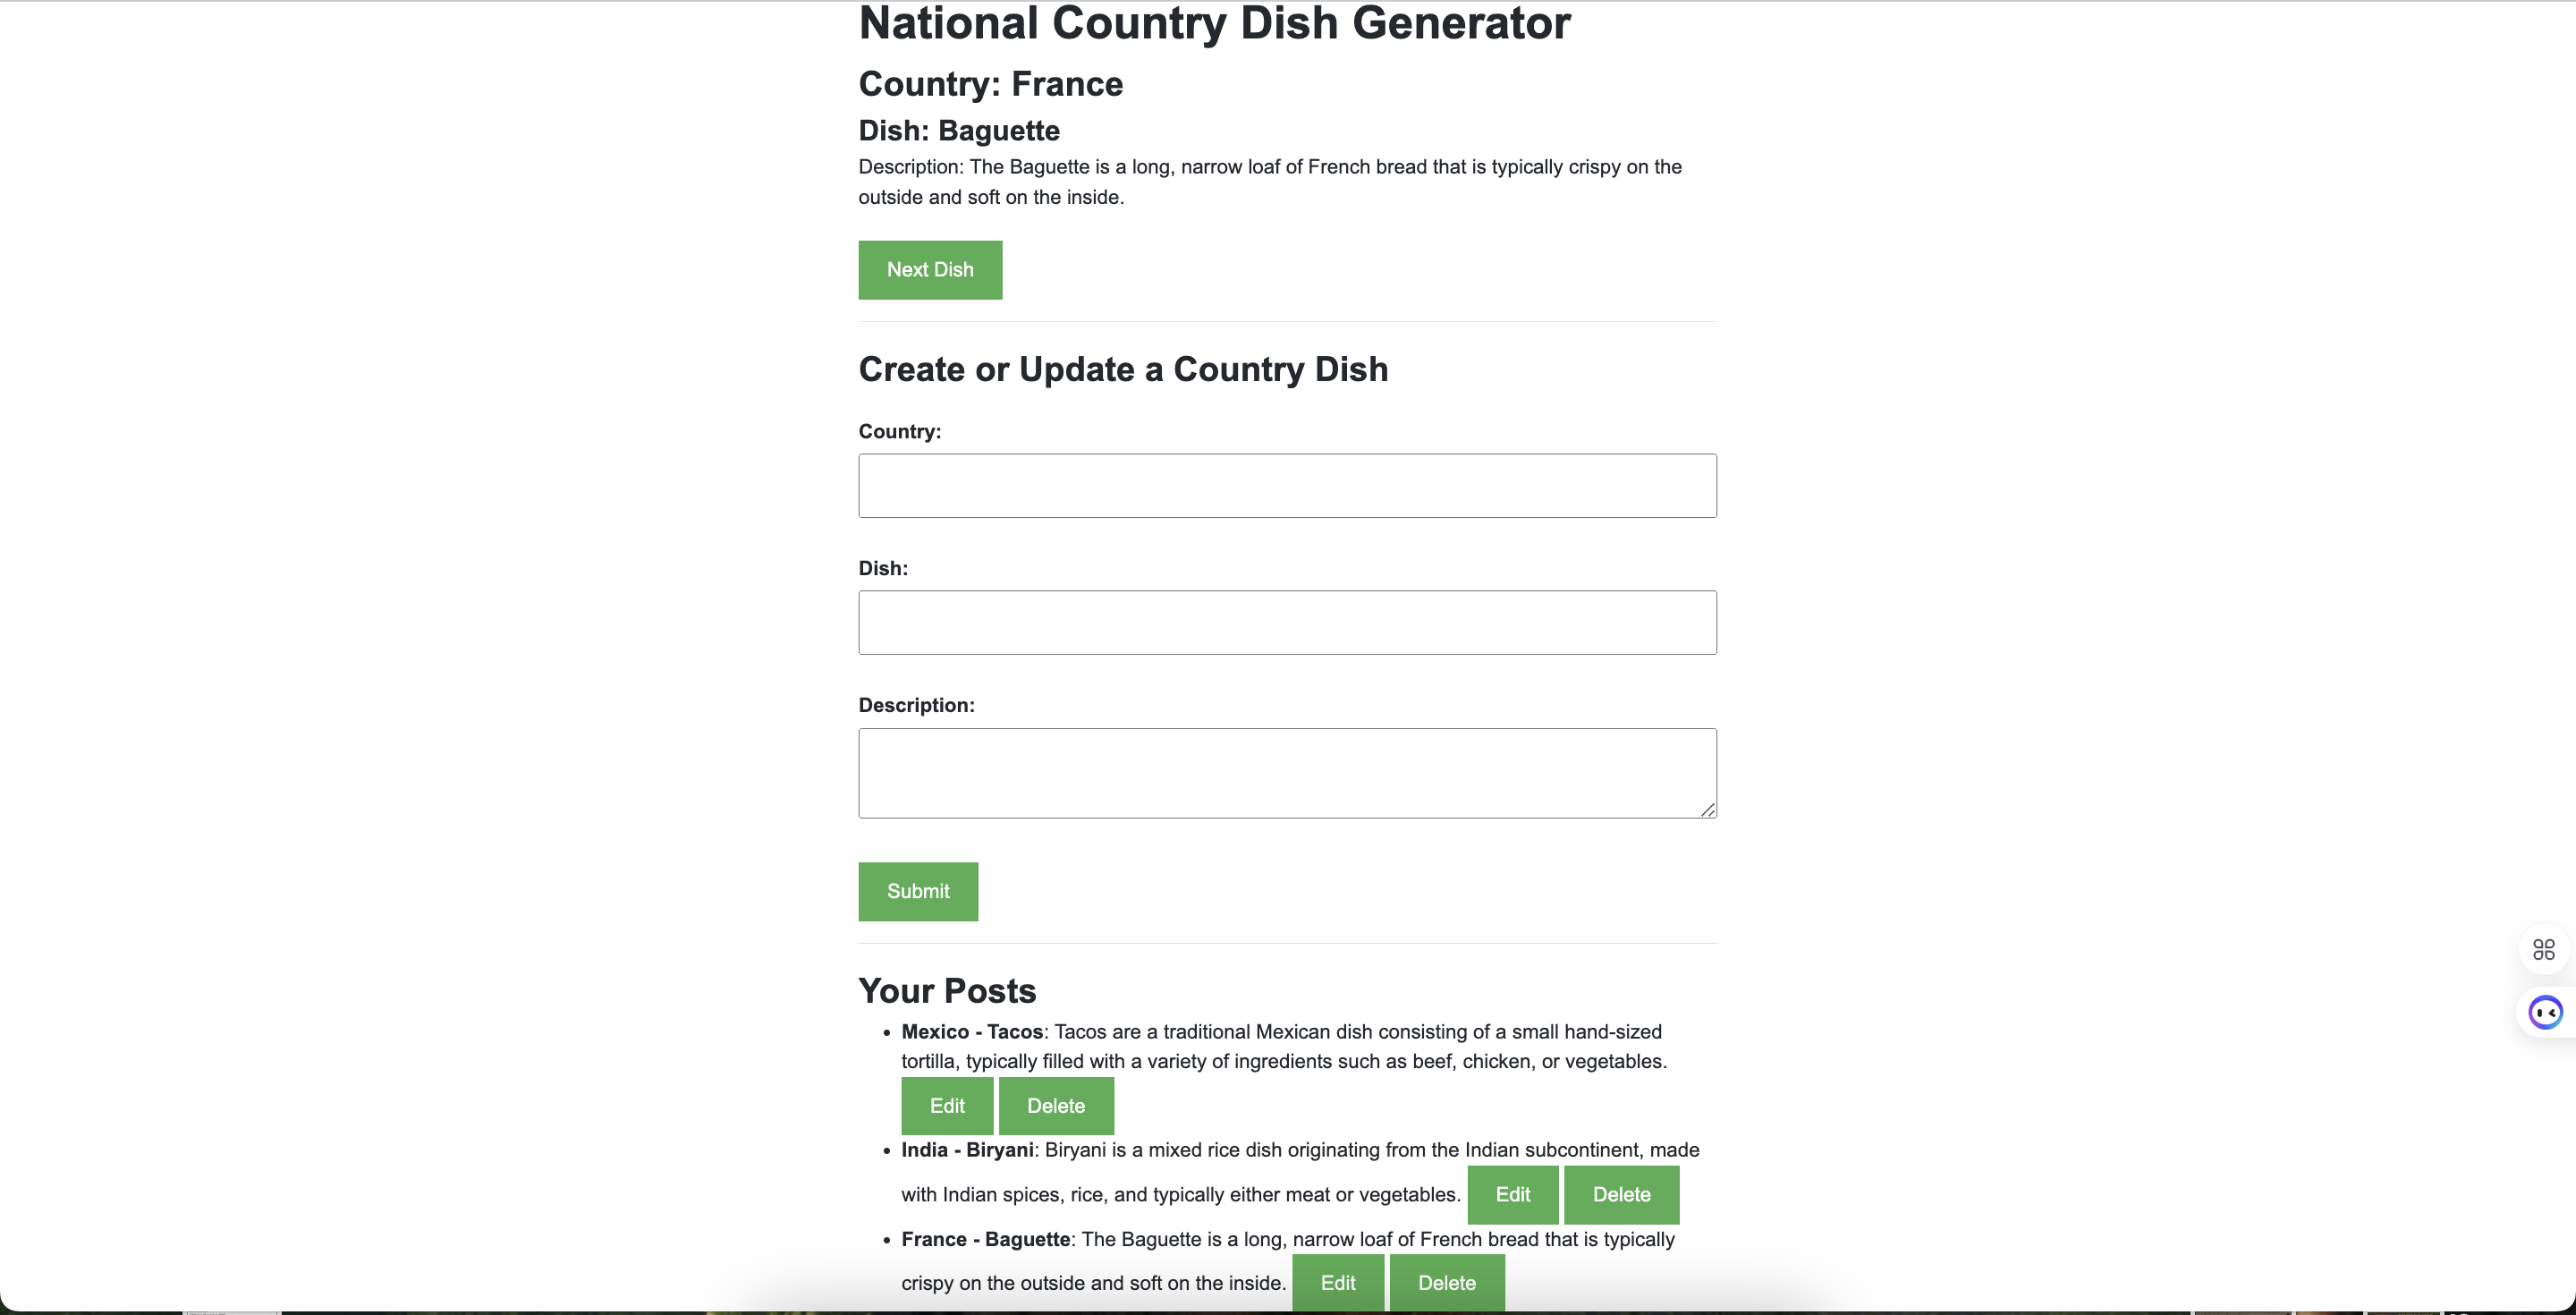 National Country Dish Generator
Country: France
Dish: Baguette
Description: The Baguette is a long, narrow loaf of French bread that is typically crispy on the
outside and soft on the inside.
Next Dish
Create or Update a Country Dish
Country:
Dish:
Description:
Submit
Your Posts
Mexico - Tacos: Tacos are a traditional Mexican dish consisting of a small hand-sized
tortilla, typically filled with a variety of ingredients such as beef, chicken, or vegetables.
Edit Delete
India - Biryani: Biryani is a mixed rice dish originating from the Indian subcontinent, made
with Indian spices, rice, and typically either meat or vegetables. Edit Delete
France - Baguette: The Baguette is a long, narrow loaf of French bread that is typically
crispy on the outside and soft on the inside. Edit Delete